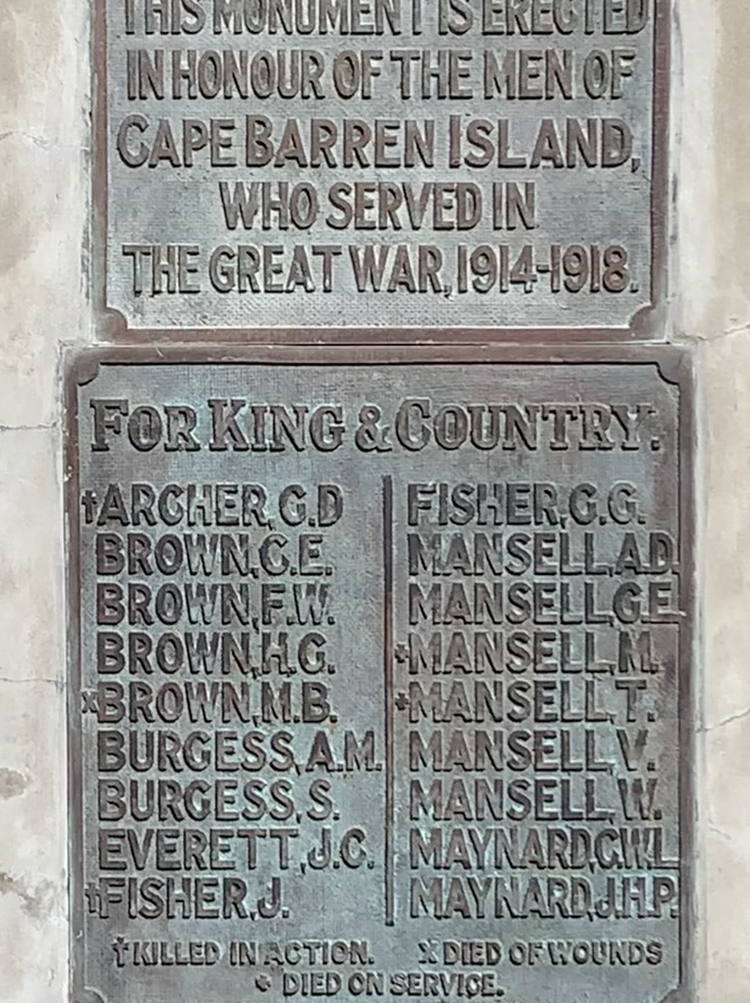 THIS MONUMENT IS ERECTED
IN HONOUR OF THE MEN OF
CAPE BARREN ISLAND,
WHO SERVED IN
THE GREAT WAR, 1914-1918.
FOR KING & COUNTRY.
†ARCHER, G.D
BROWN, C.E.
BROWN, F.W.
BROWN, H.G.
xBROWN, M.B.
BURGESS, A.M.
BURGESS, S.
EVERETT, J.C.
†FISHER, J.
FISHER, G.G.
MANSELL, A.D.
MANSELL, G.E.
*MANSELL, M.
*MANSELL, T.
MANSELL, V.
MANSELL, W.
MAYNARD, C.W.L
MAYNARD, J.H.P.
†KILLED IN ACTION. X DIED OF WOUNDS
* DIED ON SERVICE.